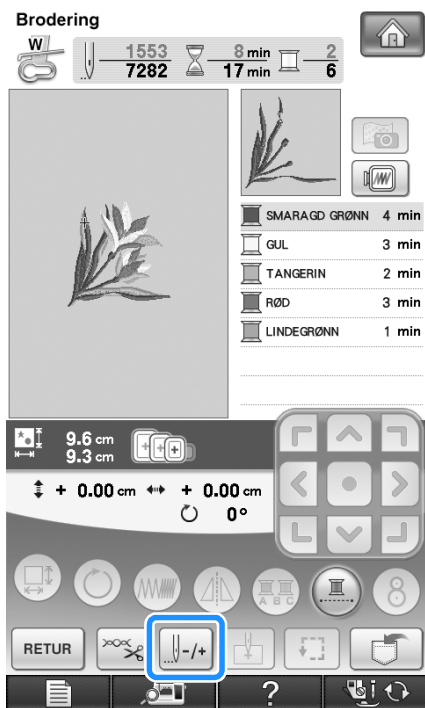 Brodering
W
1553 8 min 2
7282 17 min 6
SMARAGD GRØNN 4 min
GUL 3 min
TANGERIN 2 min
RØD 3 min
LINDEGRØNN 1 min
9.6 cm
9.3 cm
+ 0.00 cm + 0.00 cm
0°
A B C
RETUR -/+
?